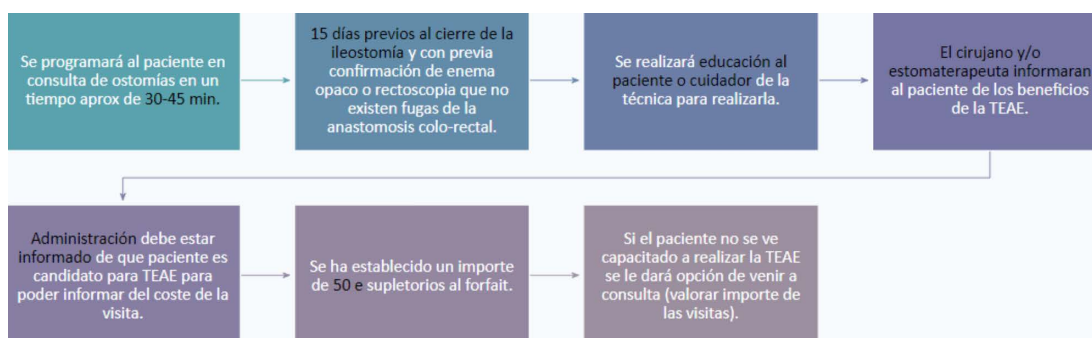 Se programará al paciente en
consulta de ostomías en un
tiempo aprox de 30-45 min.
15 días previos al cierre de la
ileostomía y con previa
confirmación de enema
opaco o rectoscopia que no
existen fugas de la
anastomosis colo-rectal.
Se realizará educación al
paciente o cuidador de la
técnica para realizarla.
El cirujano y/o
estomaterapeuta informaran
al paciente de los beneficios
de la TEAE.
Administración debe estar
informado de que paciente es
candidato para TEAE para
poder informar del coste de la
visita.
Se ha establecido un importe
de 50 e supletorios al forfait.
Si el paciente no se ve
capacitado a realizar la TEAE
se le dará opción de venir a
consulta (valorar importe de
las visitas).